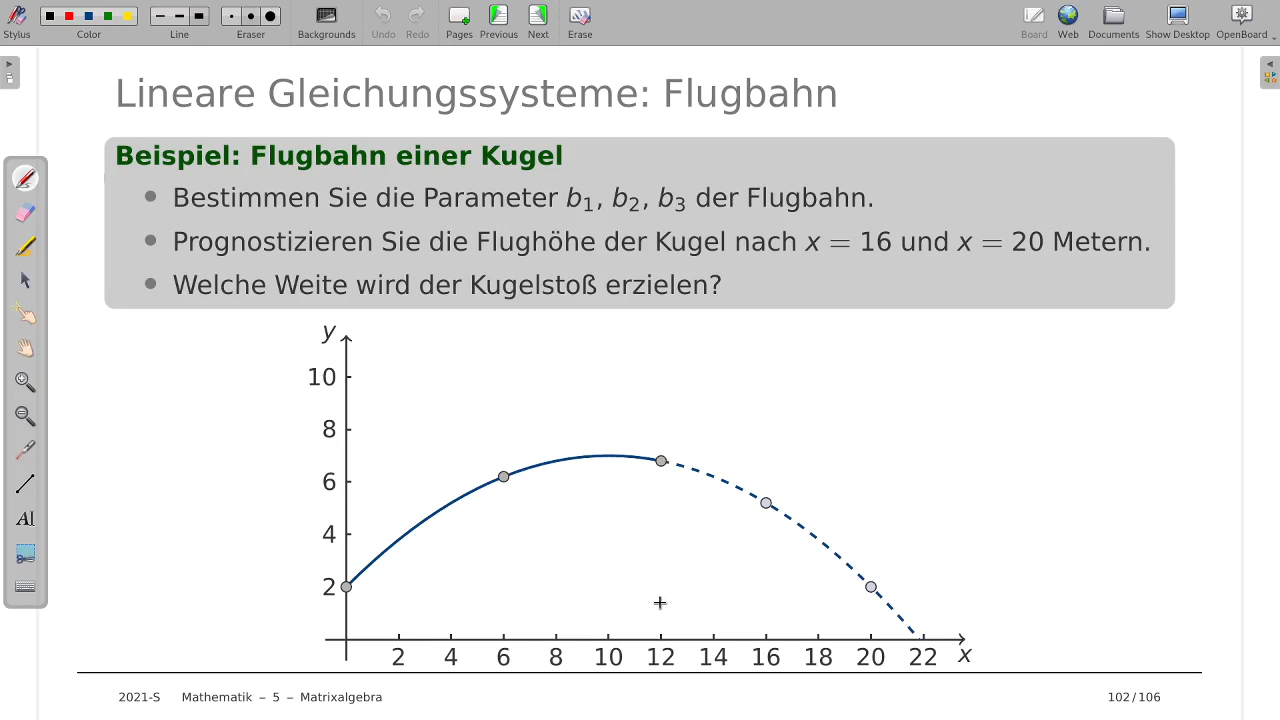 Stylus Color Line Eraser Backgrounds Undo Redo Pages Previous Next Erase Board Web Documents Show Desktop OpenBoard
Lineare Gleichungssysteme: Flugbahn
Beispiel: Flugbahn einer Kugel
• Bestimmen Sie die Parameter b₁, b₂, b₃ der Flugbahn.
• Prognostizieren Sie die Flughöhe der Kugel nach x = 16 und x = 20 Metern.
• Welche Weite wird der Kugelstoß erzielen?
y
10
8
6
4
2
2 4 6 8 10 12 14 16 18 20 22 x
2021-S Mathematik – 5 – Matrixalgebra 102/106
AI